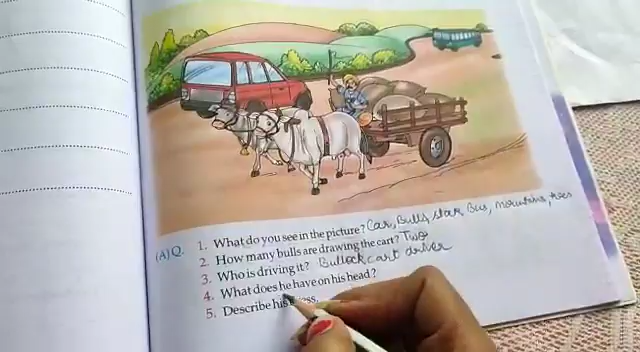 (A) Q. 1. What do you see in the picture? Car, Bulls, star, Bus, mountains, trees
2. How many bulls are drawing the cart? Two
3. Who is driving it? Bullock cart driver
4. What does he have on his head?
5. Describe his dress.